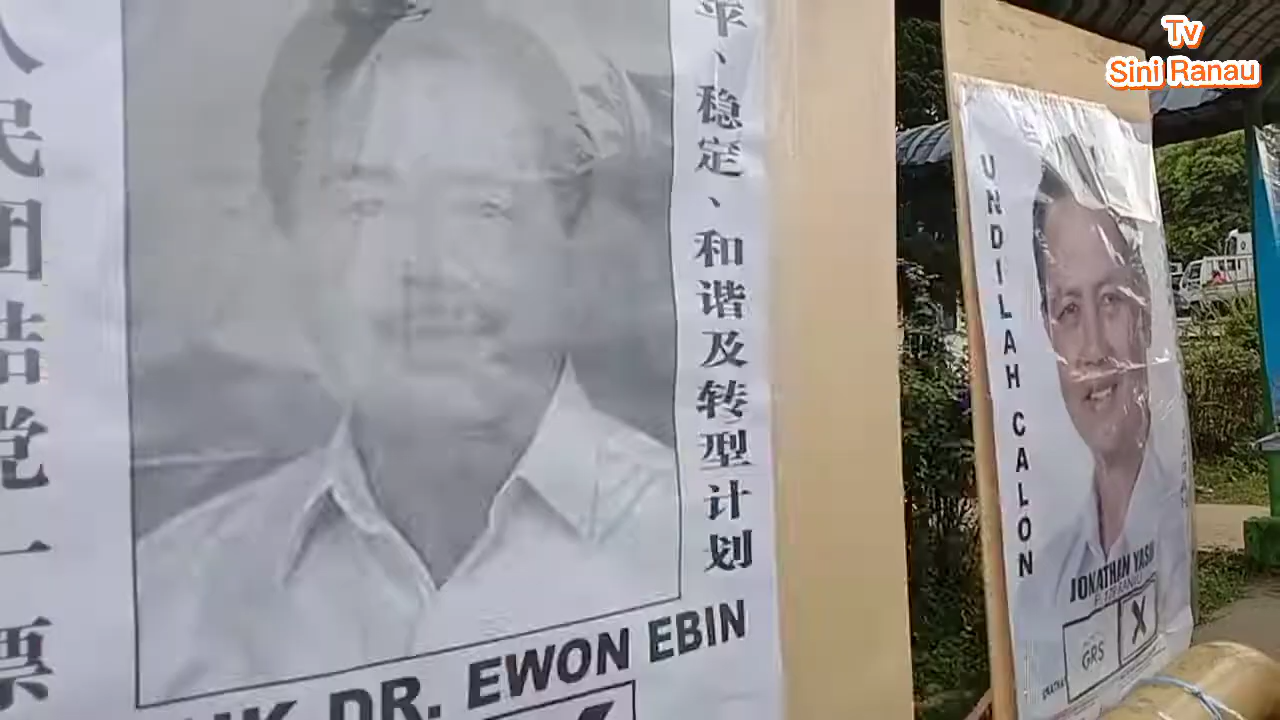 人民团结党一票
平、稳定、和谐及转型计划
DR. EWON EBIN
UNDILAH CALON
JONATHAN YASIN
GRS
X
Tv
Sini Ranau